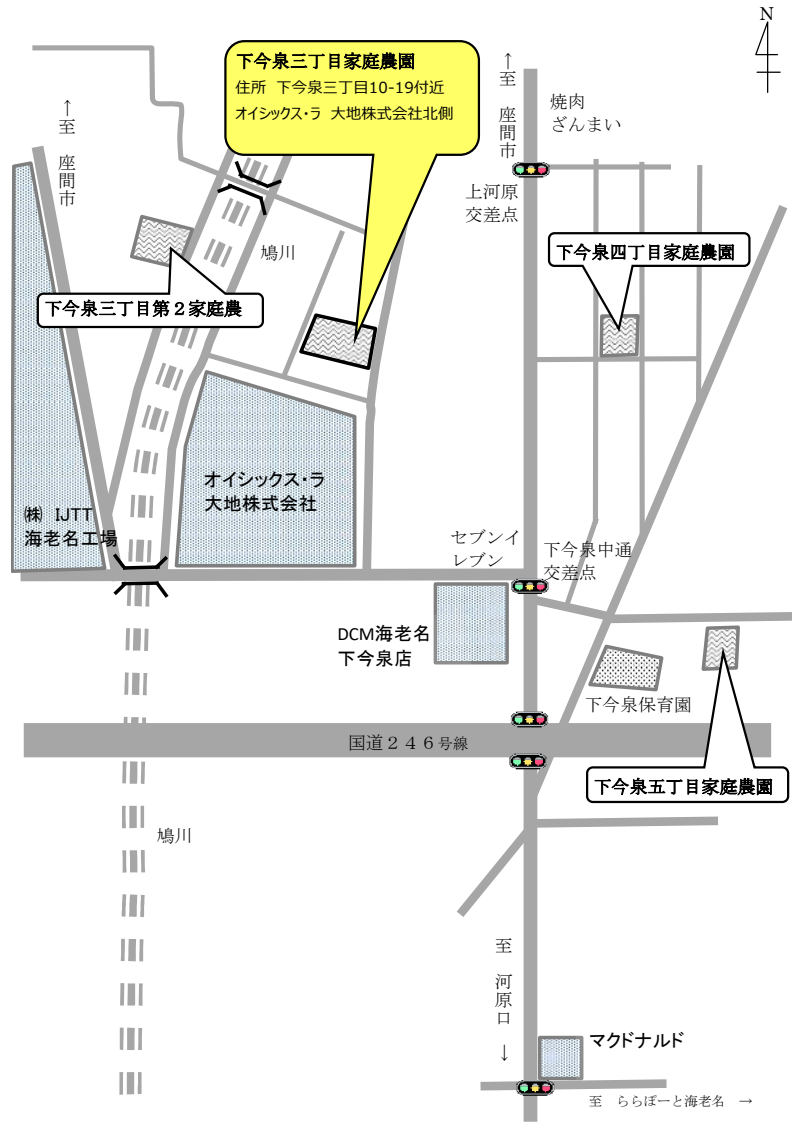 N
下今泉三丁目家庭農園
住所 下今泉三丁目10-19付近
オイシックス・ラ 大地株式会社北側
↑至 座間市
↑至 座間市
焼肉
ざんまい
上河原
交差点
鳩川
下今泉四丁目家庭農園
下今泉三丁目第２家庭農
オイシックス・ラ
大地株式会社
㈱ IJTT
海老名工場
セブンイ
レブン
下今泉中通
交差点
DCM海老名
下今泉店
下今泉保育園
国道２４６号線
下今泉五丁目家庭農園
鳩川
至 河原口 ↓
マクドナルド
至 ららぽーと海老名 →